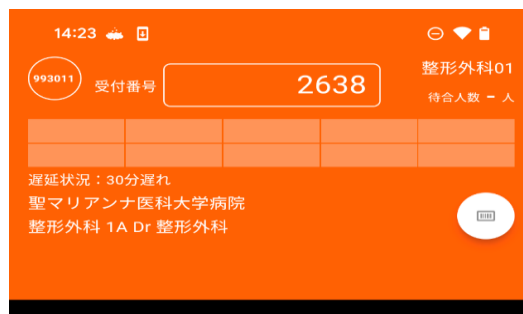 14:23
993011 受付番号 2638 整形外科01
待合人数 - 人
遅延状況：30分遅れ
聖マリアンナ医科大学病院
整形外科 1A Dr 整形外科